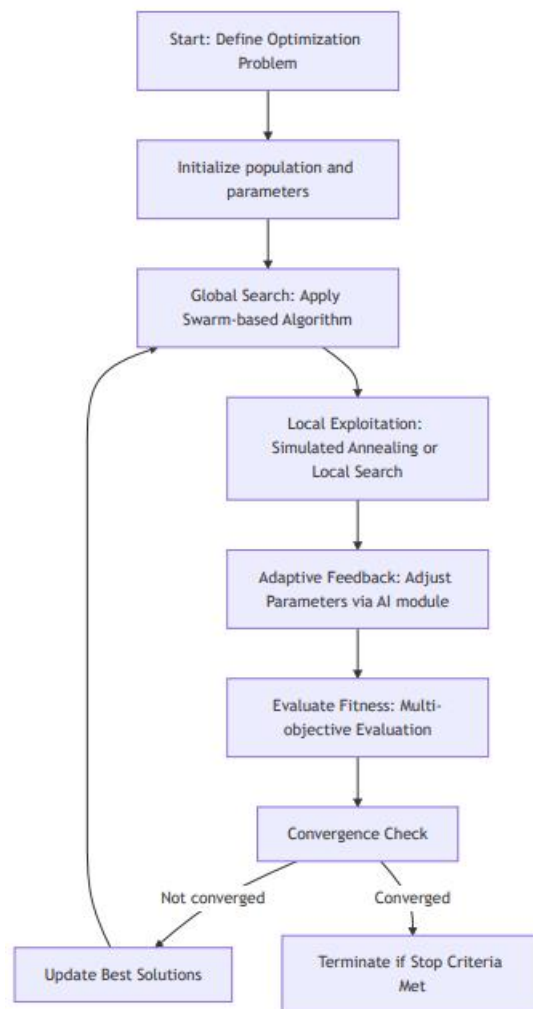 Start: Define Optimization
Problem
Initialize population and
parameters
Global Search: Apply
Swarm-based Algorithm
Local Exploitation:
Simulated Annealing or
Local Search
Adaptive Feedback: Adjust
Parameters via AI module
Evaluate Fitness: Multi-
objective Evaluation
Convergence Check
Not converged
Converged
Update Best Solutions
Terminate if Stop Criteria
Met